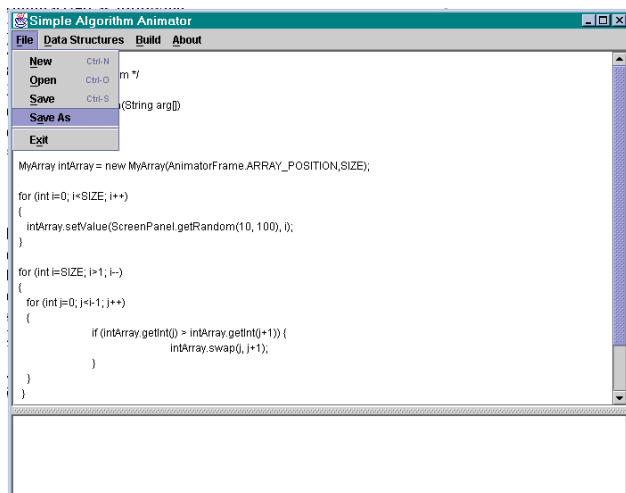 Simple Algorithm Animator
File Data Structures Build About
New Ctrl-N
Open Ctrl-O
Save Ctrl-S
Save As
Exit
m */
(String arg[])
MyArray intArray = new MyArray(AnimatorFrame.ARRAY_POSITION,SIZE);
for (int i=0; i<SIZE; i++)
{
intArray.setValue(ScreenPanel.getRandom(10, 100), i);
}
for (int i=SIZE; i>1; i--)
{
for (int j=0; j<i-1; j++)
{
if (intArray.getInt(j) > intArray.getInt(j+1)) {
intArray.swap(j, j+1);
}
}
}